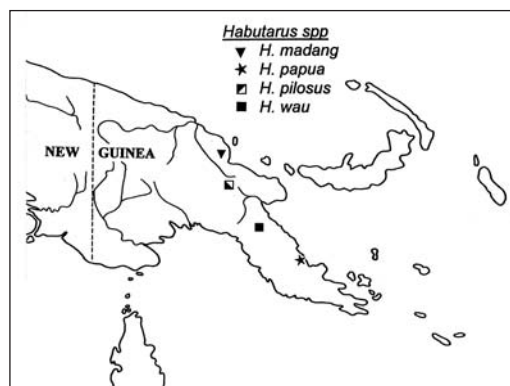 Habutarus spp
H. madang
H. papua
H. pilosus
H. wau
NEW GUINEA